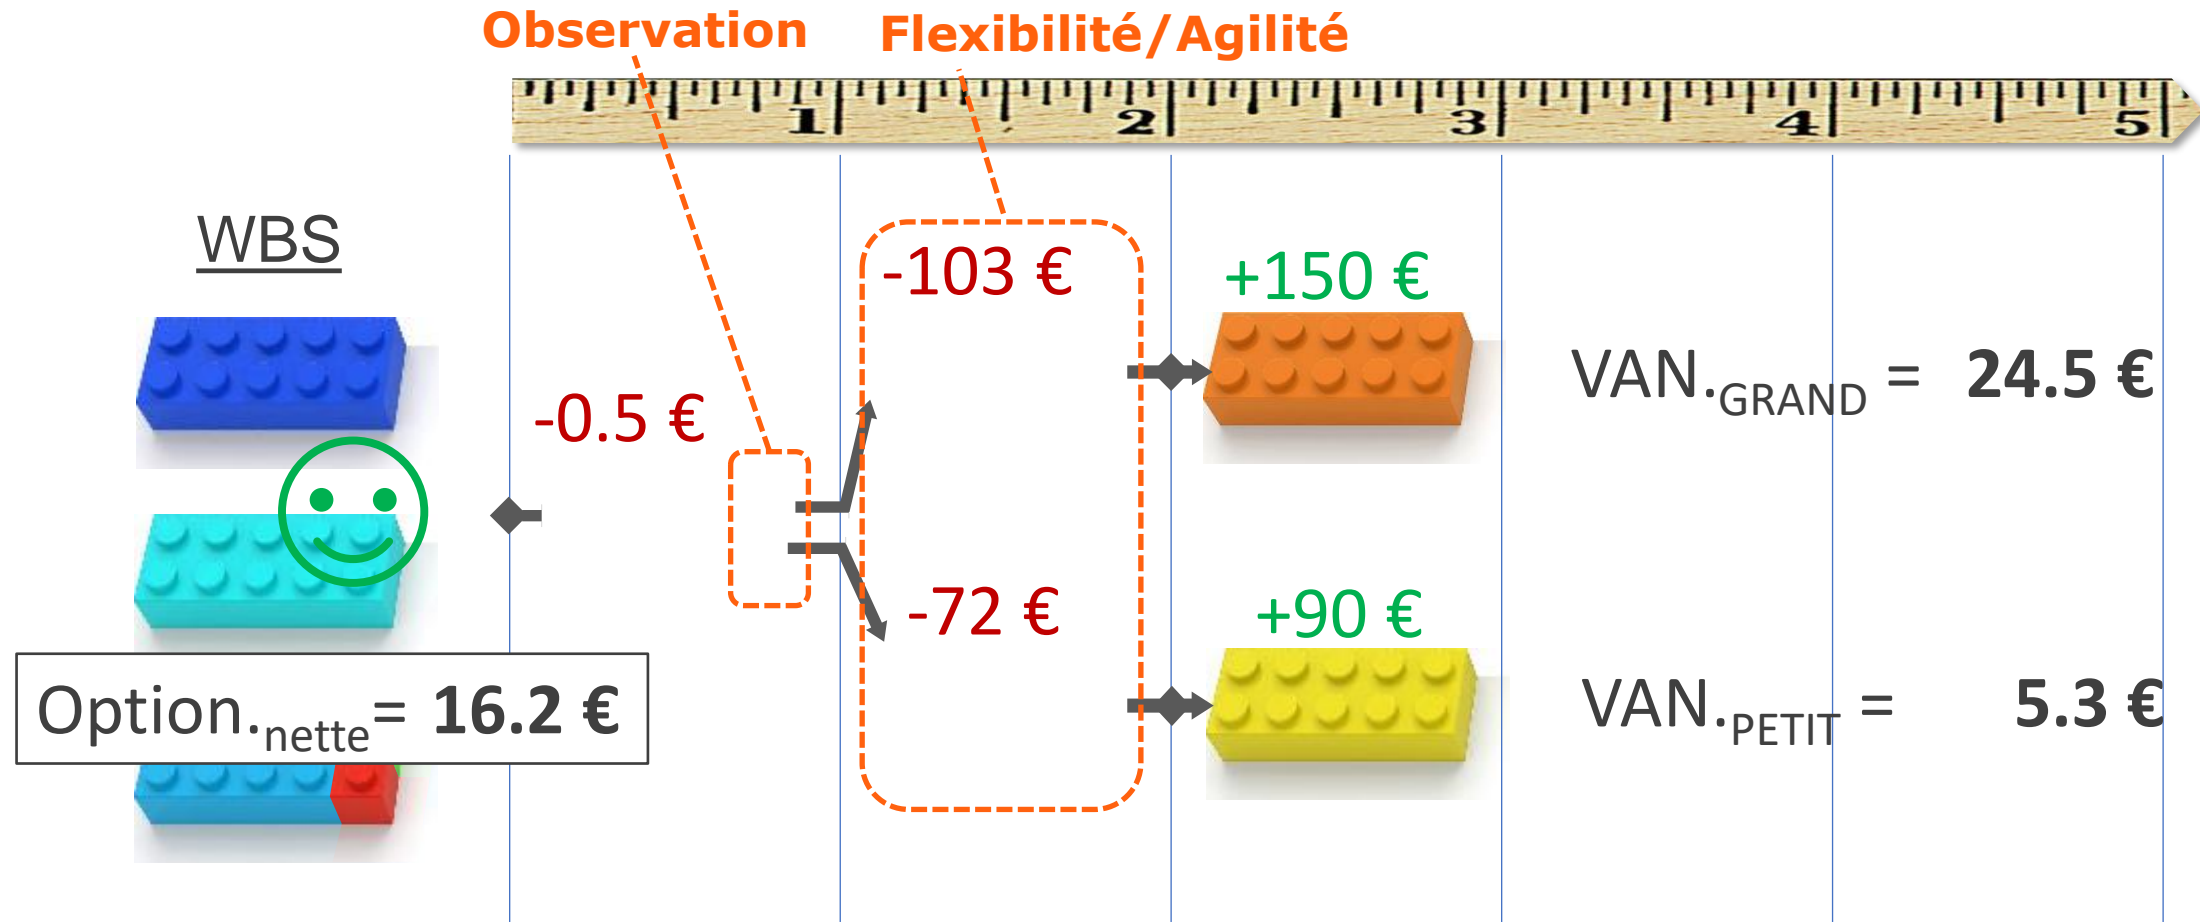 Observation Flexibilité/Agilité
1 2 3 4 5
WBS
-103 € +150 €
VAN.GRAND = 24.5 €
-0.5 €
-72 € +90 €
Option.nette= 16.2 €
VAN.PETIT = 5.3 €